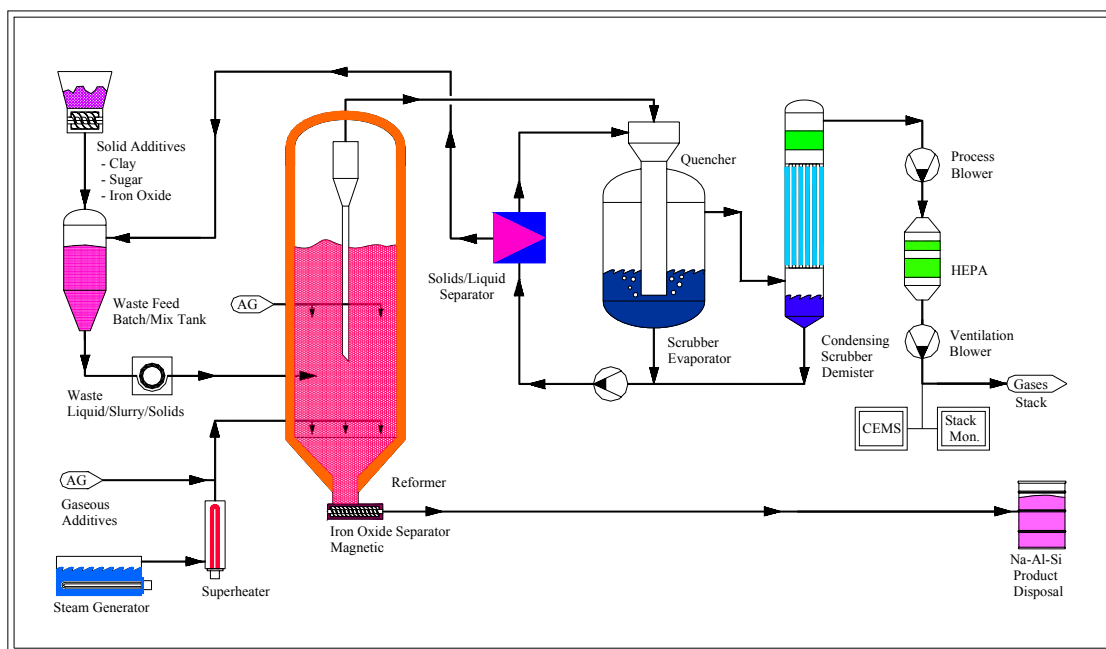 Solid Additives
- Clay
- Sugar
- Iron Oxide
Waste Feed
Batch/Mix Tank
Waste
Liquid/Slurry/Solids
AG
AG
Gaseous
Additives
Steam Generator
Superheater
Reformer
Iron Oxide Separator
Magnetic
Solids/Liquid
Separator
Quencher
Scrubber
Evaporator
Condensing
Scrubber
Demister
Process
Blower
HEPA
Ventilation
Blower
Gases
Stack
CEMS
Stack
Mon.
Na-Al-Si
Product
Disposal